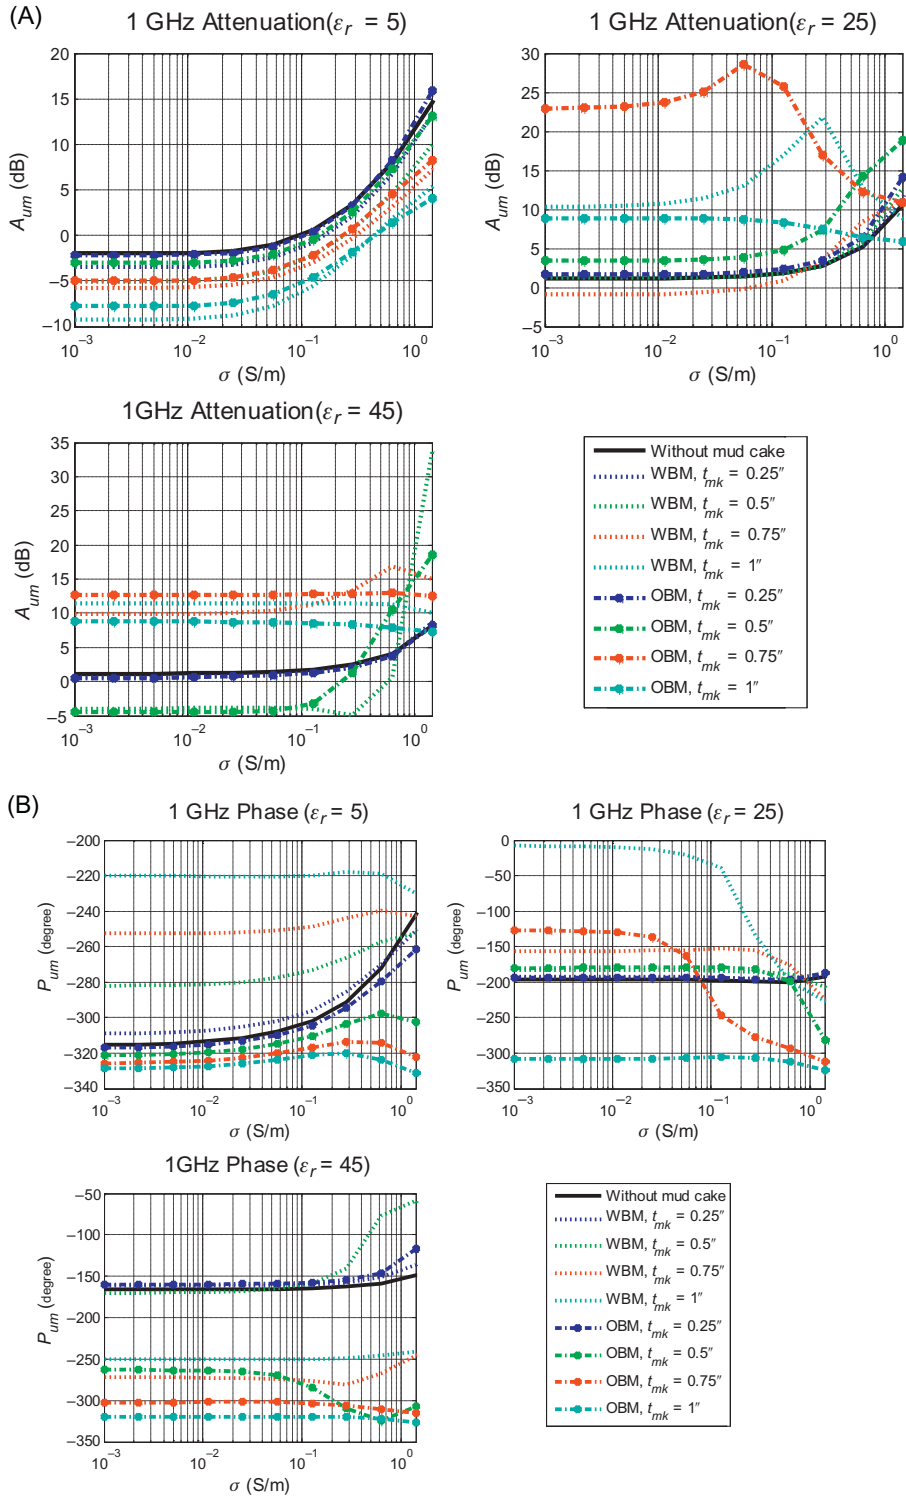 (A)
1 GHz Attenuation(εr = 5)
20
15
10
5
0
–5
–10
Aum (dB)
10⁻³ 10⁻² 10⁻¹ 10⁰
σ (S/m)
1 GHz Attenuation(εr = 25)
30
25
20
15
10
5
0
–5
Aum (dB)
10⁻³ 10⁻² 10⁻¹ 10⁰
σ (S/m)
1GHz Attenuation(εr = 45)
35
30
25
20
15
10
5
0
–5
Aum (dB)
10⁻³ 10⁻² 10⁻¹ 10⁰
σ (S/m)
Without mud cake
WBM, tmk = 0.25″
WBM, tmk = 0.5″
WBM, tmk = 0.75″
WBM, tmk = 1″
OBM, tmk = 0.25″
OBM, tmk = 0.5″
OBM, tmk = 0.75″
OBM, tmk = 1″
(B)
1 GHz Phase (εr = 5)
–200
–220
–240
–260
–280
–300
–320
–340
Pum (degree)
10⁻³ 10⁻² 10⁻¹ 10⁰
σ (S/m)
1 GHz Phase (εr = 25)
0
–50
–100
–150
–200
–250
–300
–350
Pum (degree)
10⁻³ 10⁻² 10⁻¹ 10⁰
σ (S/m)
1GHz Phase (εr = 45)
–50
–100
–150
–200
–250
–300
–350
Pum (degree)
10⁻³ 10⁻² 10⁻¹ 10⁰
σ (S/m)
Without mud cake
WBM, tmk = 0.25″
WBM, tmk = 0.5″
WBM, tmk = 0.75″
WBM, tmk = 1″
OBM, tmk = 0.25″
OBM, tmk = 0.5″
OBM, tmk = 0.75″
OBM, tmk = 1″